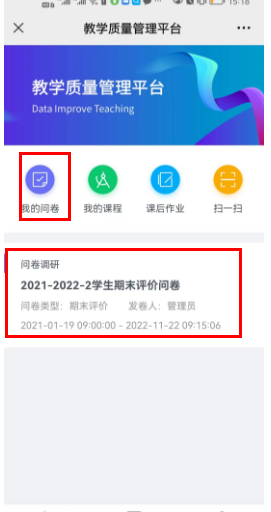 15:18
教学质量管理平台
教学质量管理平台
Data Improve Teaching
我的问卷
我的课程
课后作业
扫一扫
问卷调研
2021-2022-2学生期末评价问卷
问卷类型：期末评价 发卷人：管理员
2021-01-19 09:00:00 - 2022-11-22 09:15:06